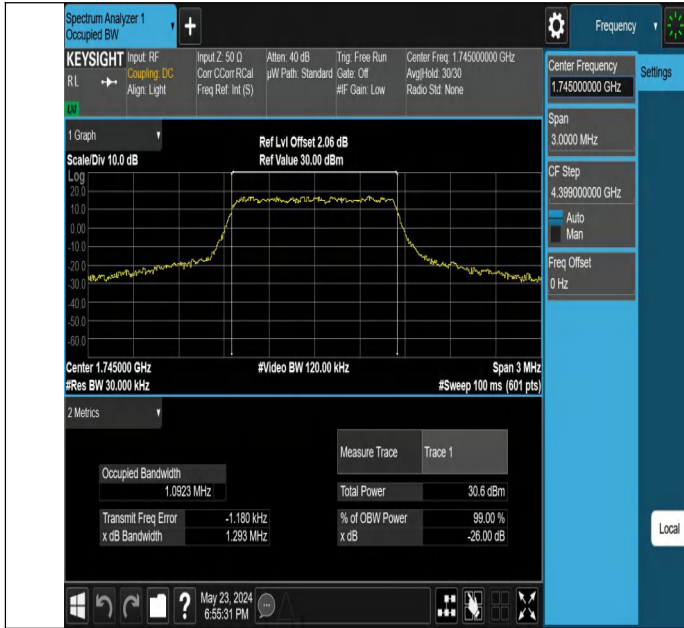 Spectrum Analyzer 1
Occupied BW
+
Frequency
KEYSIGHT
RL
LXI
Input: RF
Coupling: DC
Align: Light
Input Z: 50 Ω
Corr CCorr RCal
Freq Ref: Int (S)
Atten: 40 dB
µW Path: Standard
Trig: Free Run
Gate: Off
#IF Gain: Low
Center Freq: 1.745000000 GHz
Avg|Hold: 30/30
Radio Std: None
Center Frequency
1.745000000 GHz
Settings
Span
3.0000 MHz
CF Step
4.399000000 GHz
Auto
Man
Freq Offset
0 Hz
Local
1 Graph
Scale/Div 10.0 dB
Ref Lvl Offset 2.06 dB
Ref Value 30.00 dBm
Log
20.0
10.0
0.00
-10.0
-20.0
-30.0
-40.0
-50.0
-60.0
Center 1.745000 GHz
#Video BW 120.00 kHz
Span 3 MHz
#Res BW 30.000 kHz
#Sweep 100 ms (601 pts)
2 Metrics
Measure Trace
Trace 1
Occupied Bandwidth
1.0923 MHz
Total Power
30.6 dBm
Transmit Freq Error
-1.180 kHz
% of OBW Power
99.00 %
x dB Bandwidth
1.293 MHz
x dB
-26.00 dB
?
May 23, 2024
6:55:31 PM